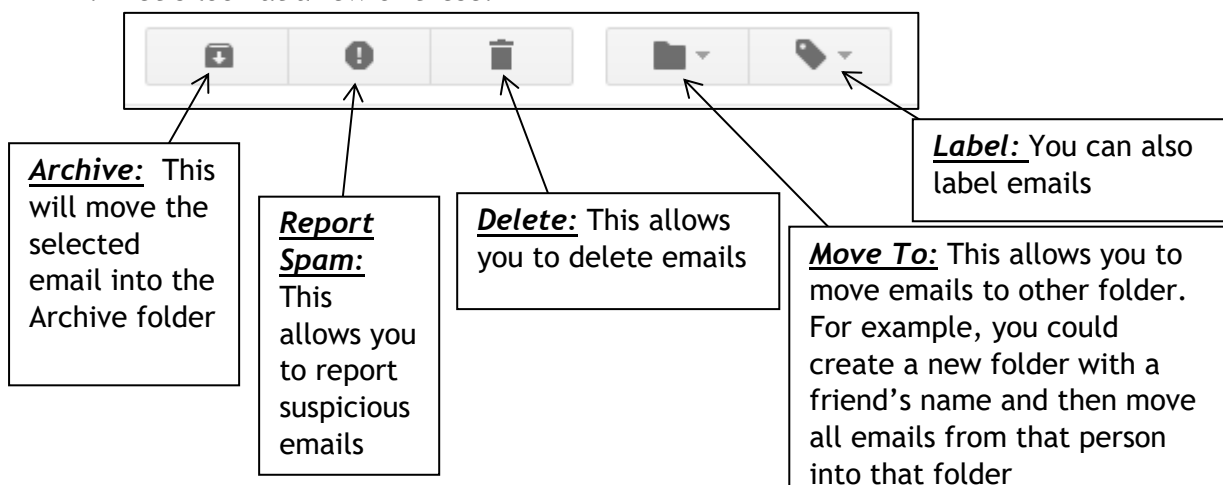 Archive: This
will move the
selected
email into the
Archive folder
Report
Spam:
This
allows you
to report
suspicious
emails
Delete: This allows
you to delete emails
Label: You can also
label emails
Move To: This allows you to
move emails to other folder.
For example, you could
create a new folder with a
friend's name and then move
all emails from that person
into that folder